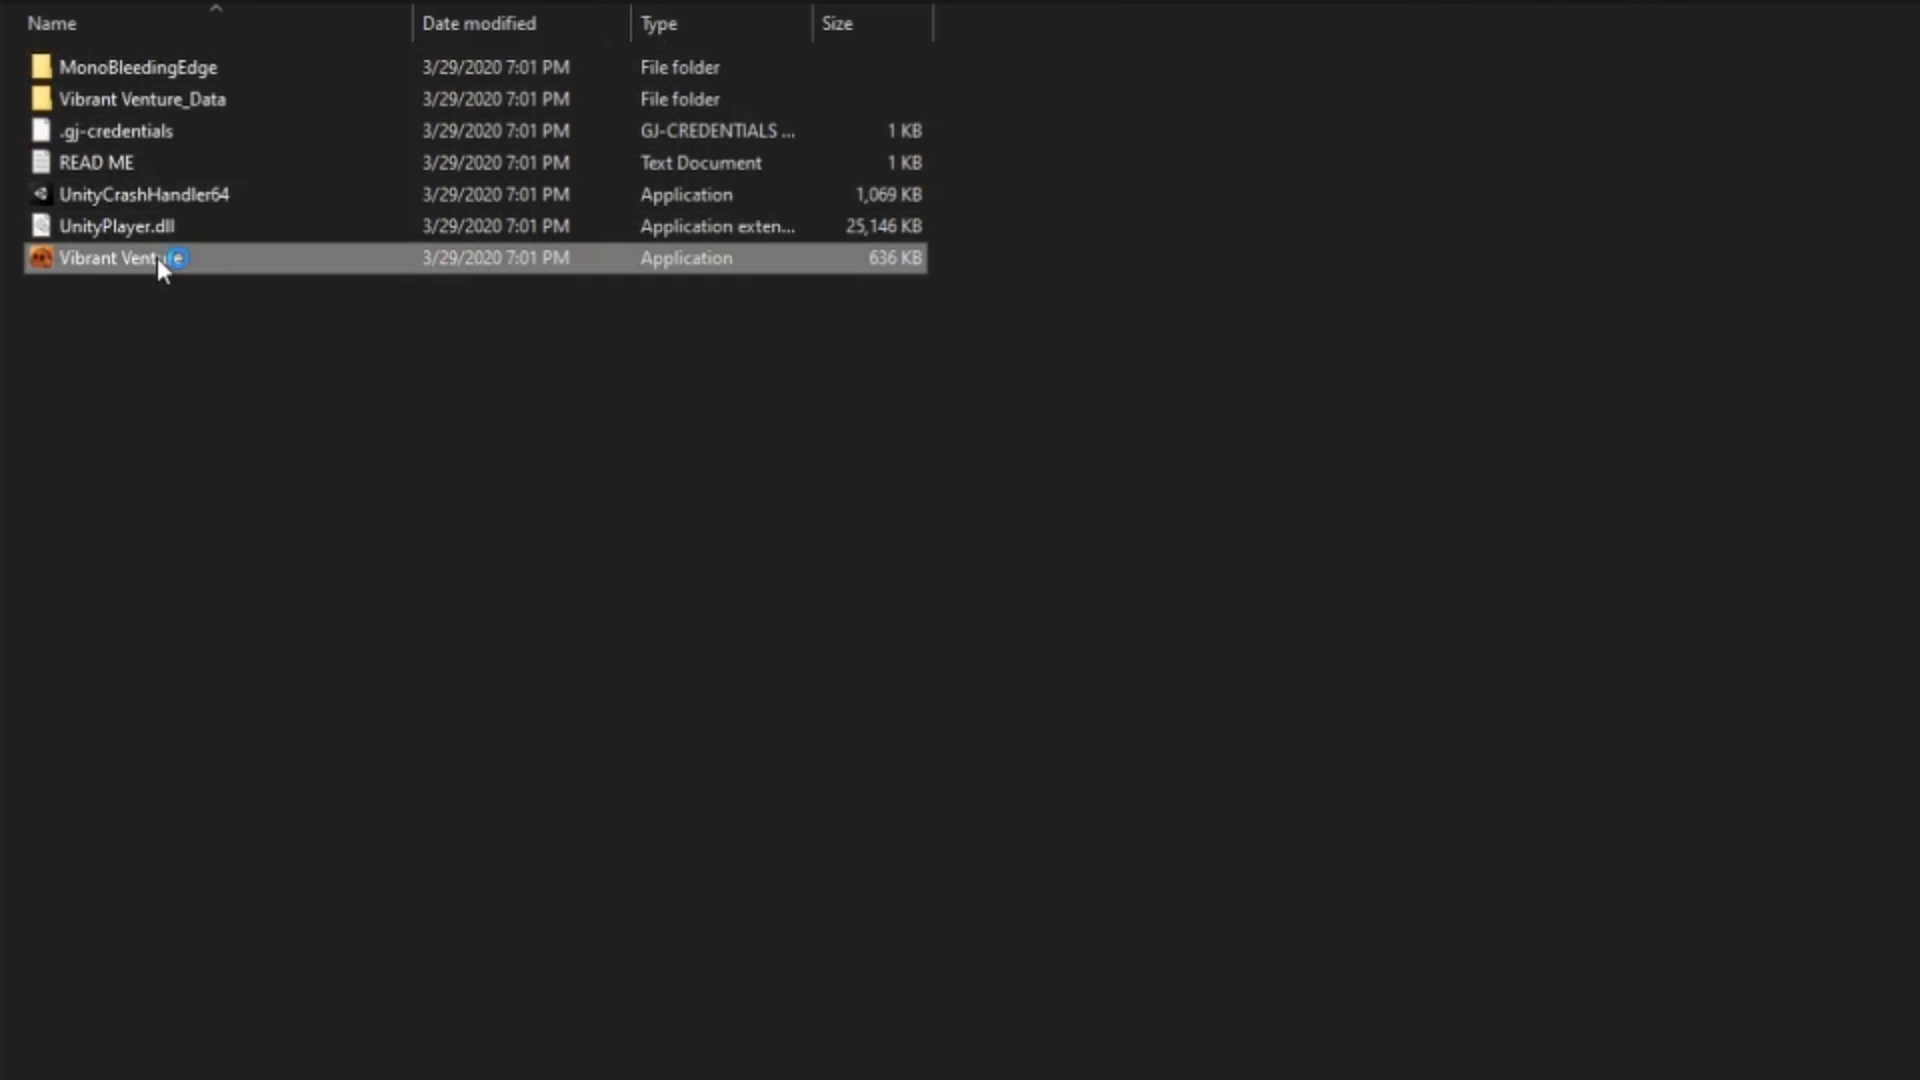 Name Date modified Type Size
MonoBleedingEdge 3/29/2020 7:01 PM File folder
Vibrant Venture_Data 3/29/2020 7:01 PM File folder
.gj-credentials 3/29/2020 7:01 PM GJ-CREDENTIALS ... 1 KB
READ ME 3/29/2020 7:01 PM Text Document 1 KB
UnityCrashHandler64 3/29/2020 7:01 PM Application 1,069 KB
UnityPlayer.dll 3/29/2020 7:01 PM Application exten... 25,146 KB
Vibrant Venture 3/29/2020 7:01 PM Application 636 KB